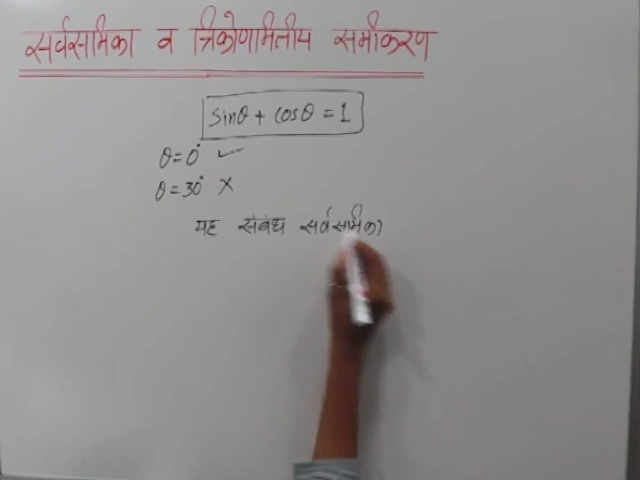 सर्वसमिका व त्रिकोणमितीय समीकरण
sinθ + cosθ = 1
θ = 0° ✓
θ = 30° ✗
यह संबंध सर्वसमिका